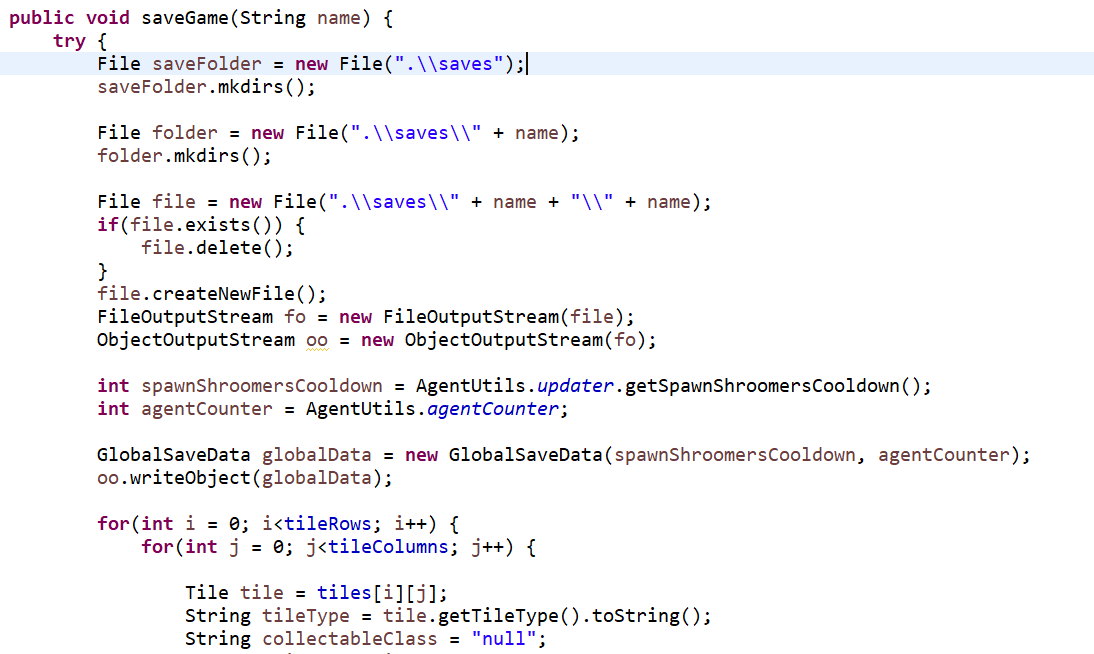 public void saveGame(String name) {
try {
File saveFolder = new File(".\\saves");
saveFolder.mkdirs();
File folder = new File(".\\saves\\" + name);
folder.mkdirs();
File file = new File(".\\saves\\" + name + "\\" + name);
if(file.exists()) {
file.delete();
}
file.createNewFile();
FileOutputStream fo = new FileOutputStream(file);
ObjectOutputStream oo = new ObjectOutputStream(fo);
int spawnShroomersCooldown = AgentUtils.updater.getSpawnShroomersCooldown();
int agentCounter = AgentUtils.agentCounter;
GlobalSaveData globalData = new GlobalSaveData(spawnShroomersCooldown, agentCounter);
oo.writeObject(globalData);
for(int i = 0; i<tileRows; i++) {
for(int j = 0; j<tileColumns; j++) {
Tile tile = tiles[i][j];
String tileType = tile.getTileType().toString();
String collectableClass = "null";